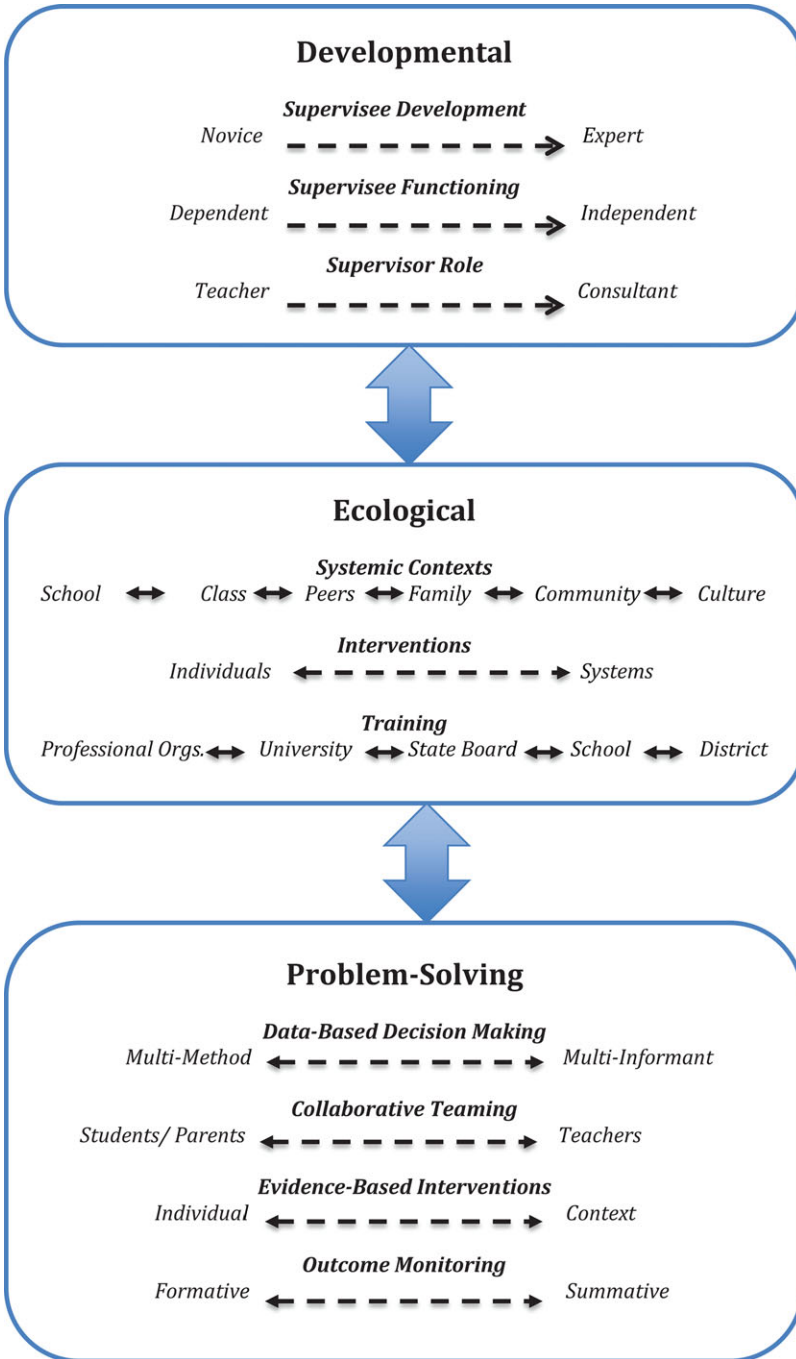 Developmental
Supervisee Development
Novice Expert
Supervisee Functioning
Dependent Independent
Supervisor Role
Teacher Consultant
Ecological
Systemic Contexts
School Class Peers Family Community Culture
Interventions
Individuals Systems
Training
Professional Orgs. University State Board School District
Problem-Solving
Data-Based Decision Making
Multi-Method Multi-Informant
Collaborative Teaming
Students/ Parents Teachers
Evidence-Based Interventions
Individual Context
Outcome Monitoring
Formative Summative